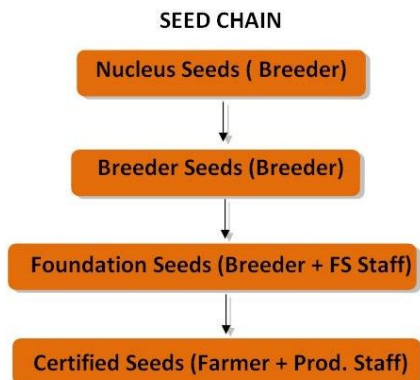 SEED CHAIN
Nucleus Seeds ( Breeder)
Breeder Seeds (Breeder)
Foundation Seeds (Breeder + FS Staff)
Certified Seeds (Farmer + Prod. Staff)